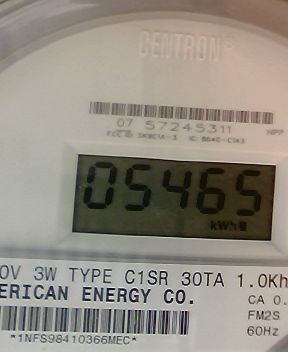 CENTRON®
07 57245311
HPP
05465
kWh
0V 3W TYPE C1SR 30TA 1.0Kh
ERICAN ENERGY CO.
CA 0.
FM2S
60Hz
*1NFS98410366MEC*